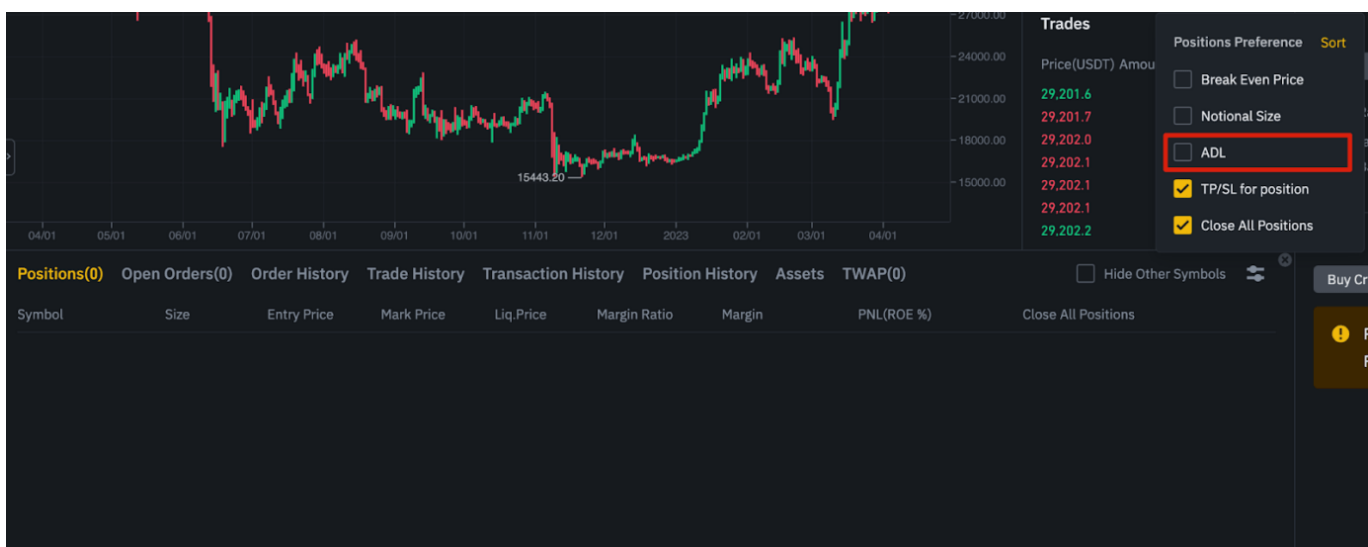 27000.00
24000.00
21000.00
18000.00
15000.00
15443.20
04/01 05/01 06/01 07/01 08/01 09/01 10/01 11/01 12/01 2023 02/01 03/01 04/01
Trades
Price(USDT) Amou
29,201.6
29,201.7
29,202.0
29,202.1
29,202.1
29,202.1
29,202.2
Positions Preference Sort
Break Even Price
Notional Size
ADL
TP/SL for position
Close All Positions
Positions(0) Open Orders(0) Order History Trade History Transaction History Position History Assets TWAP(0) Hide Other Symbols
Symbol Size Entry Price Mark Price Liq.Price Margin Ratio Margin PNL(ROE %) Close All Positions
Buy Cr